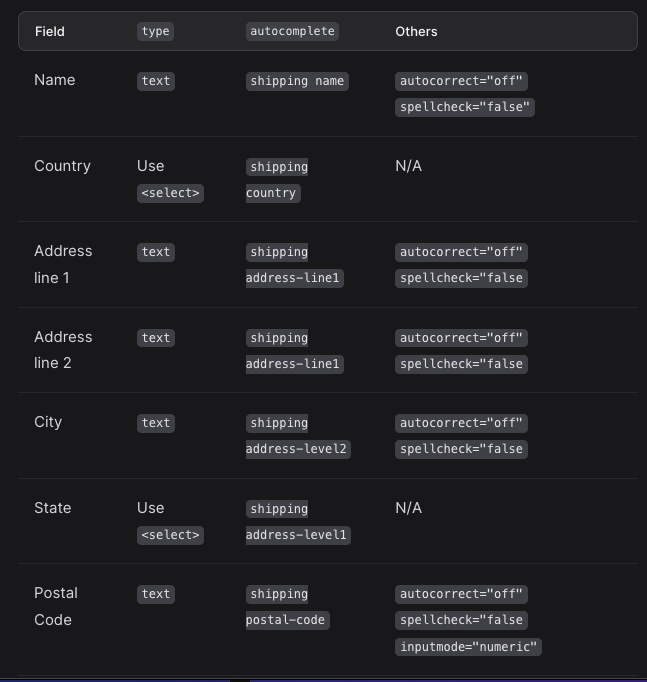 Field type autocomplete Others
Name text shipping name autocorrect="off"
spellcheck="false"
Country Use shipping N/A
<select> country
Address text shipping autocorrect="off"
line 1 address-line1 spellcheck="false
Address text shipping autocorrect="off"
line 2 address-line1 spellcheck="false
City text shipping autocorrect="off"
address-level2 spellcheck="false
State Use shipping N/A
<select> address-level1
Postal text shipping autocorrect="off"
Code postal-code spellcheck="false
inputmode="numeric"